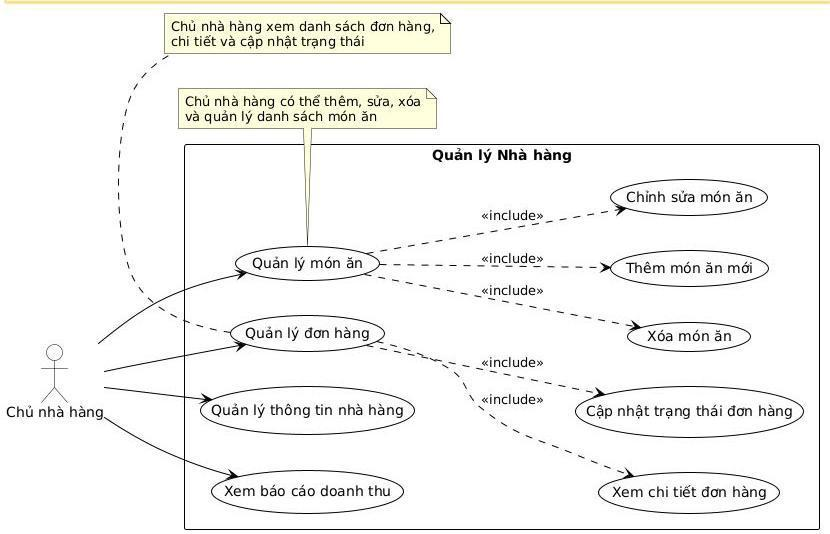 Chủ nhà hàng xem danh sách đơn hàng,
chi tiết và cập nhật trạng thái
Chủ nhà hàng có thể thêm, sửa, xóa
và quản lý danh sách món ăn
Quản lý Nhà hàng
Chỉnh sửa món ăn
«include»
Quản lý món ăn
«include»
Thêm món ăn mới
«include»
Quản lý đơn hàng
Xóa món ăn
«include»
Chủ nhà hàng
Quản lý thông tin nhà hàng
«include»
Cập nhật trạng thái đơn hàng
Xem báo cáo doanh thu
Xem chi tiết đơn hàng